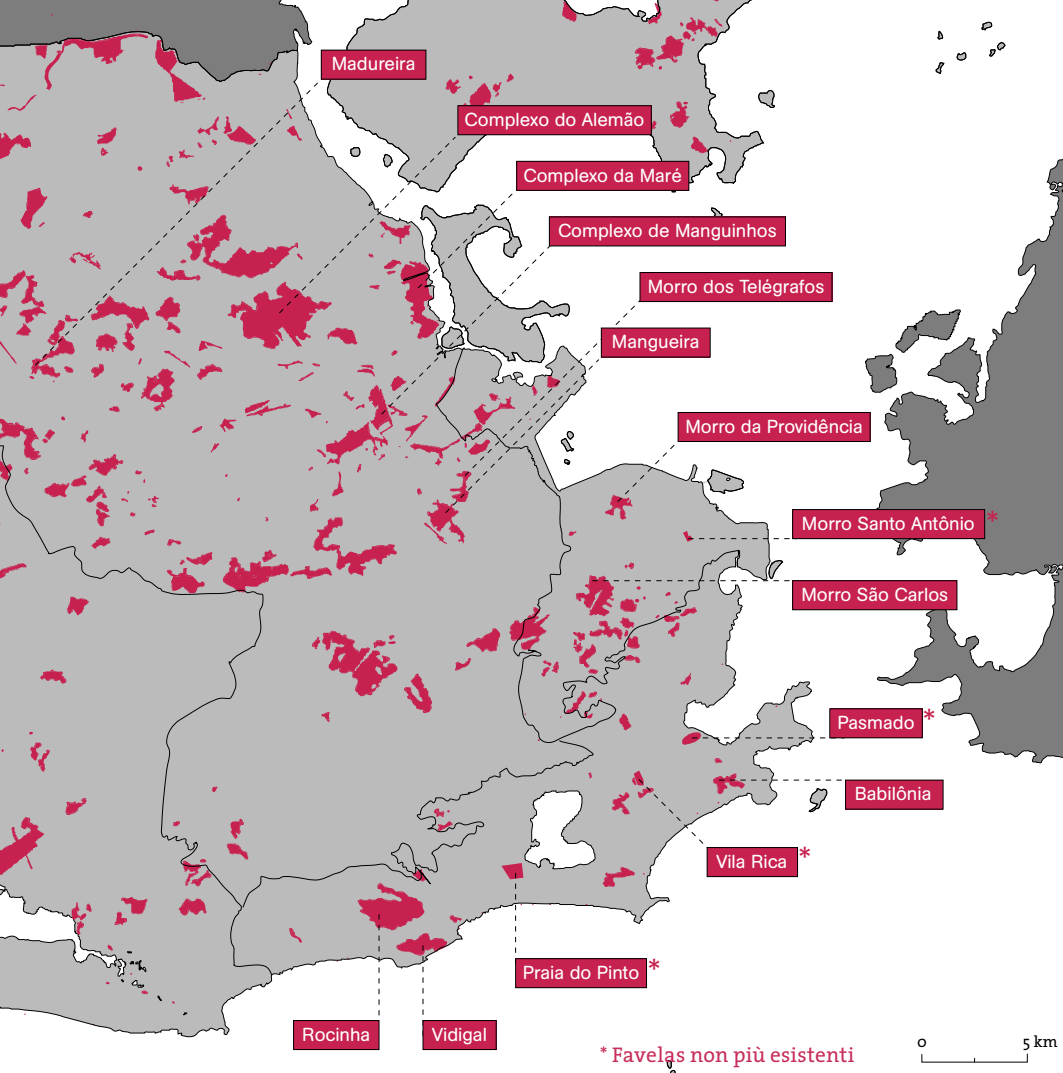 Madureira
Complexo do Alemão
Complexo da Maré
Complexo de Manguinhos
Morro dos Telégrafos
Mangueira
Morro da Providência
Morro Santo Antônio *
Morro São Carlos
Pasmado *
Babilônia
Vila Rica *
Praia do Pinto *
Rocinha
Vidigal
* Favelas non più esistenti
0 5 km